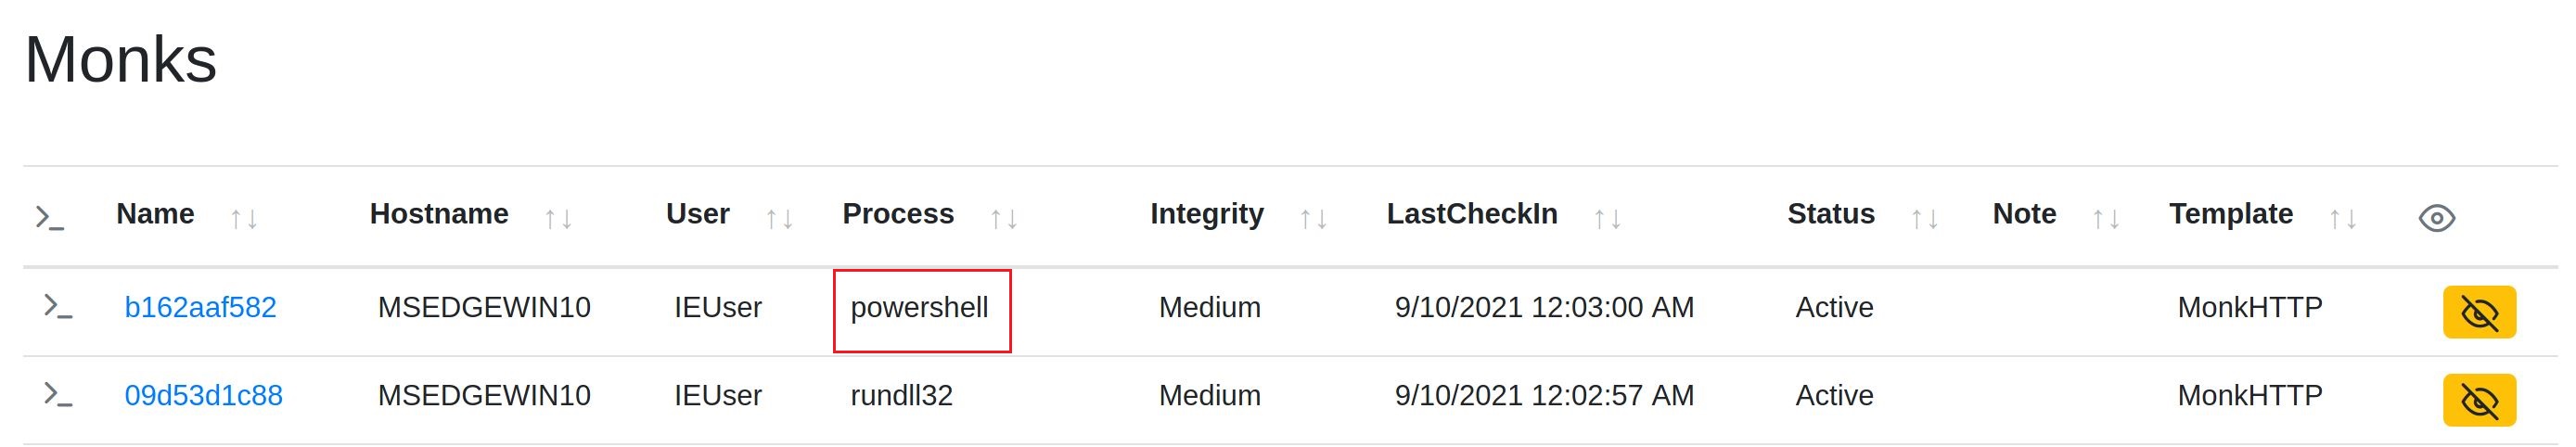 Monks
Name ↑↓ Hostname ↑↓ User ↑↓ Process ↑↓ Integrity ↑↓ LastCheckIn ↑↓ Status ↑↓ Note ↑↓ Template ↑↓
b162aaf582 MSEDGEWIN10 IEUser powershell Medium 9/10/2021 12:03:00 AM Active MonkHTTP
09d53d1c88 MSEDGEWIN10 IEUser rundll32 Medium 9/10/2021 12:02:57 AM Active MonkHTTP